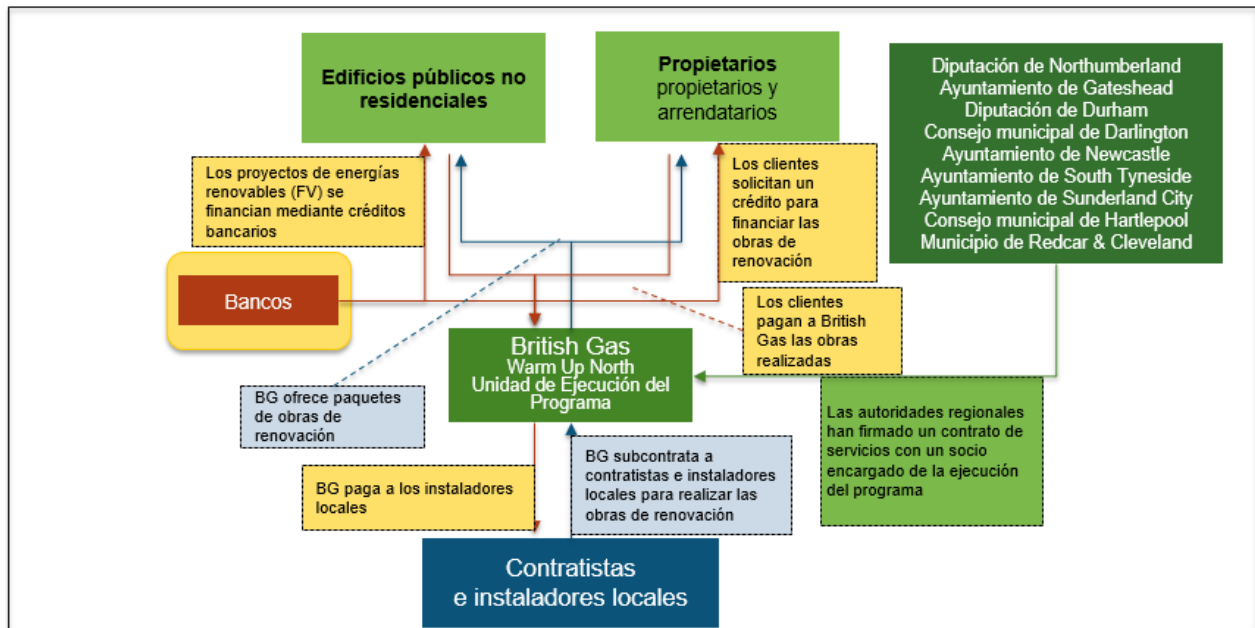 Edificios públicos no
residenciales
Propietarios
propietarios y
arrendatarios
Diputación de Northumberland
Ayuntamiento de Gateshead
Diputación de Durham
Consejo municipal de Darlington
Ayuntamiento de Newcastle
Ayuntamiento de South Tyneside
Ayuntamiento de Sunderland City
Consejo municipal de Hartlepool
Municipio de Redcar & Cleveland
Los proyectos de energías
renovables (FV) se
financian mediante créditos
bancarios
Los clientes
solicitan un
crédito para
financiar las
obras de
renovación
Bancos
Los clientes
pagan a British
Gas las obras
realizadas
British Gas
Warm Up North
Unidad de Ejecución del
Programa
BG ofrece paquetes
de obras de
renovación
Las autoridades regionales
han firmado un contrato de
servicios con un socio
encargado de la ejecución
del programa
BG paga a los instaladores
locales
BG subcontrata a
contratistas e instaladores
locales para realizar las
obras de renovación
Contratistas
e instaladores locales